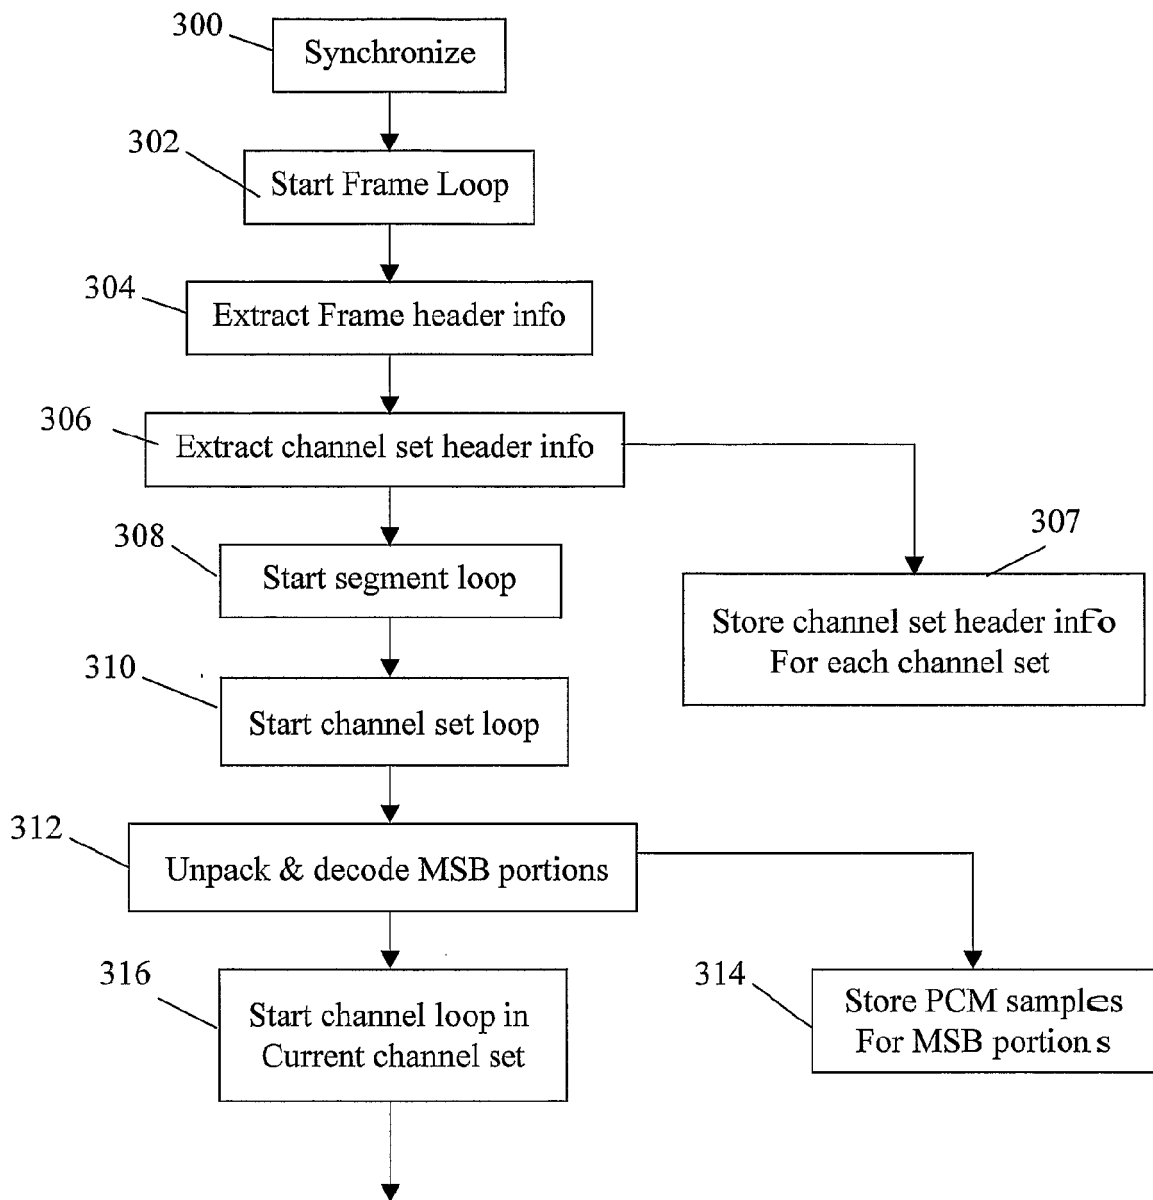 300
Synchronize
302
Start Frame Loop
304
Extract Frame header info
306
Extract channel set header info
308
Start segment loop
307
Store channel set header info
For each channel set
310
Start channel set loop
312
Unpack & decode MSB portions
316
Start channel loop in
Current channel set
314
Store PCM samples
For MSB portions